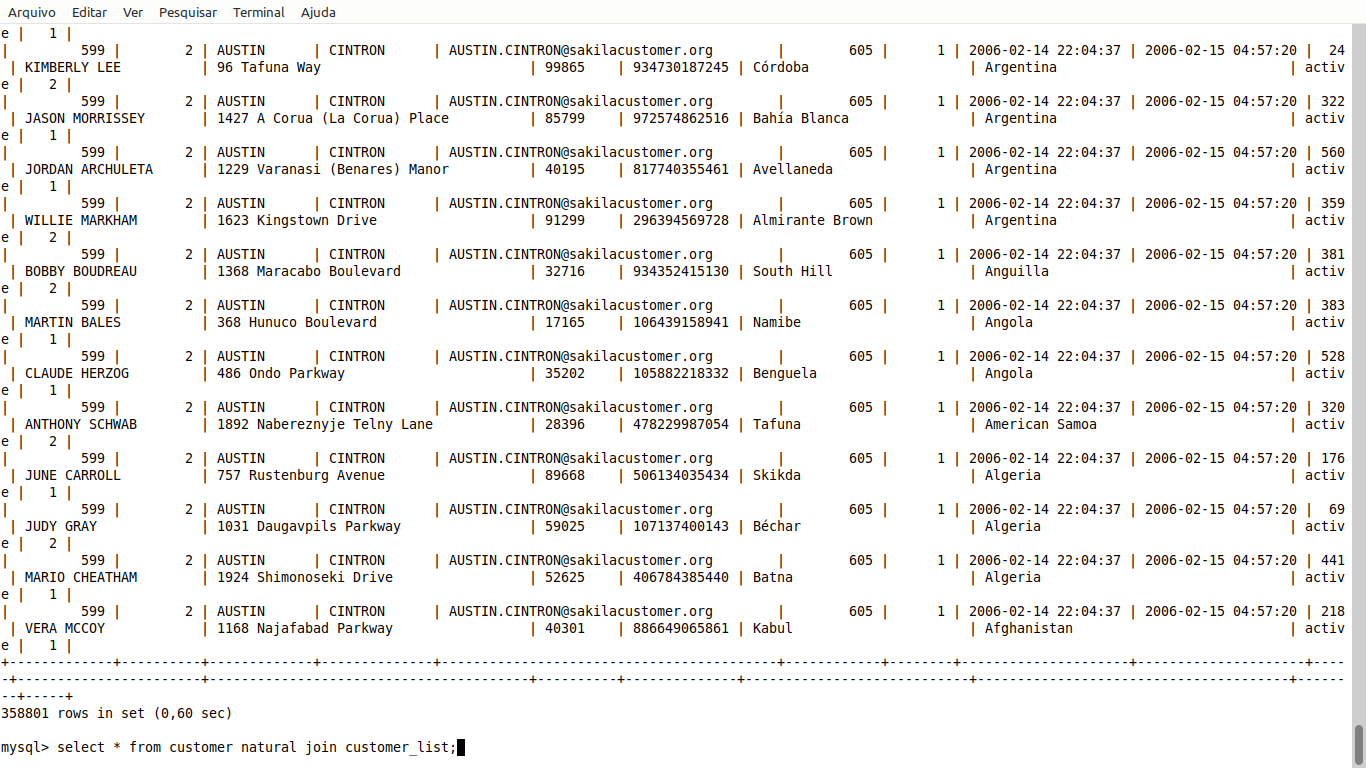 Arquivo Editar Ver Pesquisar Terminal Ajuda
e |   1 |
|         599 |        2 | AUSTIN      | CINTRON      | AUSTIN.CINTRON@sakilacustomer.org        |        605 |      1 | 2006-02-14 22:04:37 | 2006-02-15 04:57:20 |  24
 | KIMBERLY LEE          | 96 Tafuna Way                          | 99865    | 934730187245 | Córdoba                    | Argentina                             | activ
e |   2 |
|         599 |        2 | AUSTIN      | CINTRON      | AUSTIN.CINTRON@sakilacustomer.org        |        605 |      1 | 2006-02-14 22:04:37 | 2006-02-15 04:57:20 | 322
 | JASON MORRISSEY       | 1427 A Corua (La Corua) Place          | 85799    | 972574862516 | Bahía Blanca               | Argentina                             | activ
e |   1 |
|         599 |        2 | AUSTIN      | CINTRON      | AUSTIN.CINTRON@sakilacustomer.org        |        605 |      1 | 2006-02-14 22:04:37 | 2006-02-15 04:57:20 | 560
 | JORDAN ARCHULETA      | 1229 Varanasi (Benares) Manor          | 40195    | 817740355461 | Avellaneda                 | Argentina                             | activ
e |   1 |
|         599 |        2 | AUSTIN      | CINTRON      | AUSTIN.CINTRON@sakilacustomer.org        |        605 |      1 | 2006-02-14 22:04:37 | 2006-02-15 04:57:20 | 359
 | WILLIE MARKHAM        | 1623 Kingstown Drive                   | 91299    | 296394569728 | Almirante Brown            | Argentina                             | activ
e |   2 |
|         599 |        2 | AUSTIN      | CINTRON      | AUSTIN.CINTRON@sakilacustomer.org        |        605 |      1 | 2006-02-14 22:04:37 | 2006-02-15 04:57:20 | 381
 | BOBBY BOUDREAU        | 1368 Maracabo Boulevard                | 32716    | 934352415130 | South Hill                 | Anguilla                              | activ
e |   2 |
|         599 |        2 | AUSTIN      | CINTRON      | AUSTIN.CINTRON@sakilacustomer.org        |        605 |      1 | 2006-02-14 22:04:37 | 2006-02-15 04:57:20 | 383
 | MARTIN BALES          | 368 Hunuco Boulevard                   | 17165    | 106439158941 | Namibe                     | Angola                                | activ
e |   1 |
|         599 |        2 | AUSTIN      | CINTRON      | AUSTIN.CINTRON@sakilacustomer.org        |        605 |      1 | 2006-02-14 22:04:37 | 2006-02-15 04:57:20 | 528
 | CLAUDE HERZOG         | 486 Ondo Parkway                       | 35202    | 105882218332 | Benguela                   | Angola                                | activ
e |   1 |
|         599 |        2 | AUSTIN      | CINTRON      | AUSTIN.CINTRON@sakilacustomer.org        |        605 |      1 | 2006-02-14 22:04:37 | 2006-02-15 04:57:20 | 320
 | ANTHONY SCHWAB        | 1892 Nabereznyje Telny Lane            | 28396    | 478229987054 | Tafuna                     | American Samoa                        | activ
e |   2 |
|         599 |        2 | AUSTIN      | CINTRON      | AUSTIN.CINTRON@sakilacustomer.org        |        605 |      1 | 2006-02-14 22:04:37 | 2006-02-15 04:57:20 | 176
 | JUNE CARROLL          | 757 Rustenburg Avenue                  | 89668    | 506134035434 | Skikda                     | Algeria                               | activ
e |   1 |
|         599 |        2 | AUSTIN      | CINTRON      | AUSTIN.CINTRON@sakilacustomer.org        |        605 |      1 | 2006-02-14 22:04:37 | 2006-02-15 04:57:20 |  69
 | JUDY GRAY             | 1031 Daugavpils Parkway                | 59025    | 107137400143 | Béchar                     | Algeria                               | activ
e |   2 |
|         599 |        2 | AUSTIN      | CINTRON      | AUSTIN.CINTRON@sakilacustomer.org        |        605 |      1 | 2006-02-14 22:04:37 | 2006-02-15 04:57:20 | 441
 | MARIO CHEATHAM        | 1924 Shimonoseki Drive                 | 52625    | 406784385440 | Batna                      | Algeria                               | activ
e |   1 |
|         599 |        2 | AUSTIN      | CINTRON      | AUSTIN.CINTRON@sakilacustomer.org        |        605 |      1 | 2006-02-14 22:04:37 | 2006-02-15 04:57:20 | 218
 | VERA MCCOY            | 1168 Najafabad Parkway                 | 40301    | 886649065861 | Kabul                      | Afghanistan                           | activ
e |   1 |
+-------------+----------+-------------+--------------+------------------------------------------+------------+--------+---------------------+---------------------+----
-+-----------------------+----------------------------------------+----------+--------------+----------------------------+---------------------------------------+------
--+-----+
358801 rows in set (0,60 sec)
mysql> select * from customer natural join customer_list;